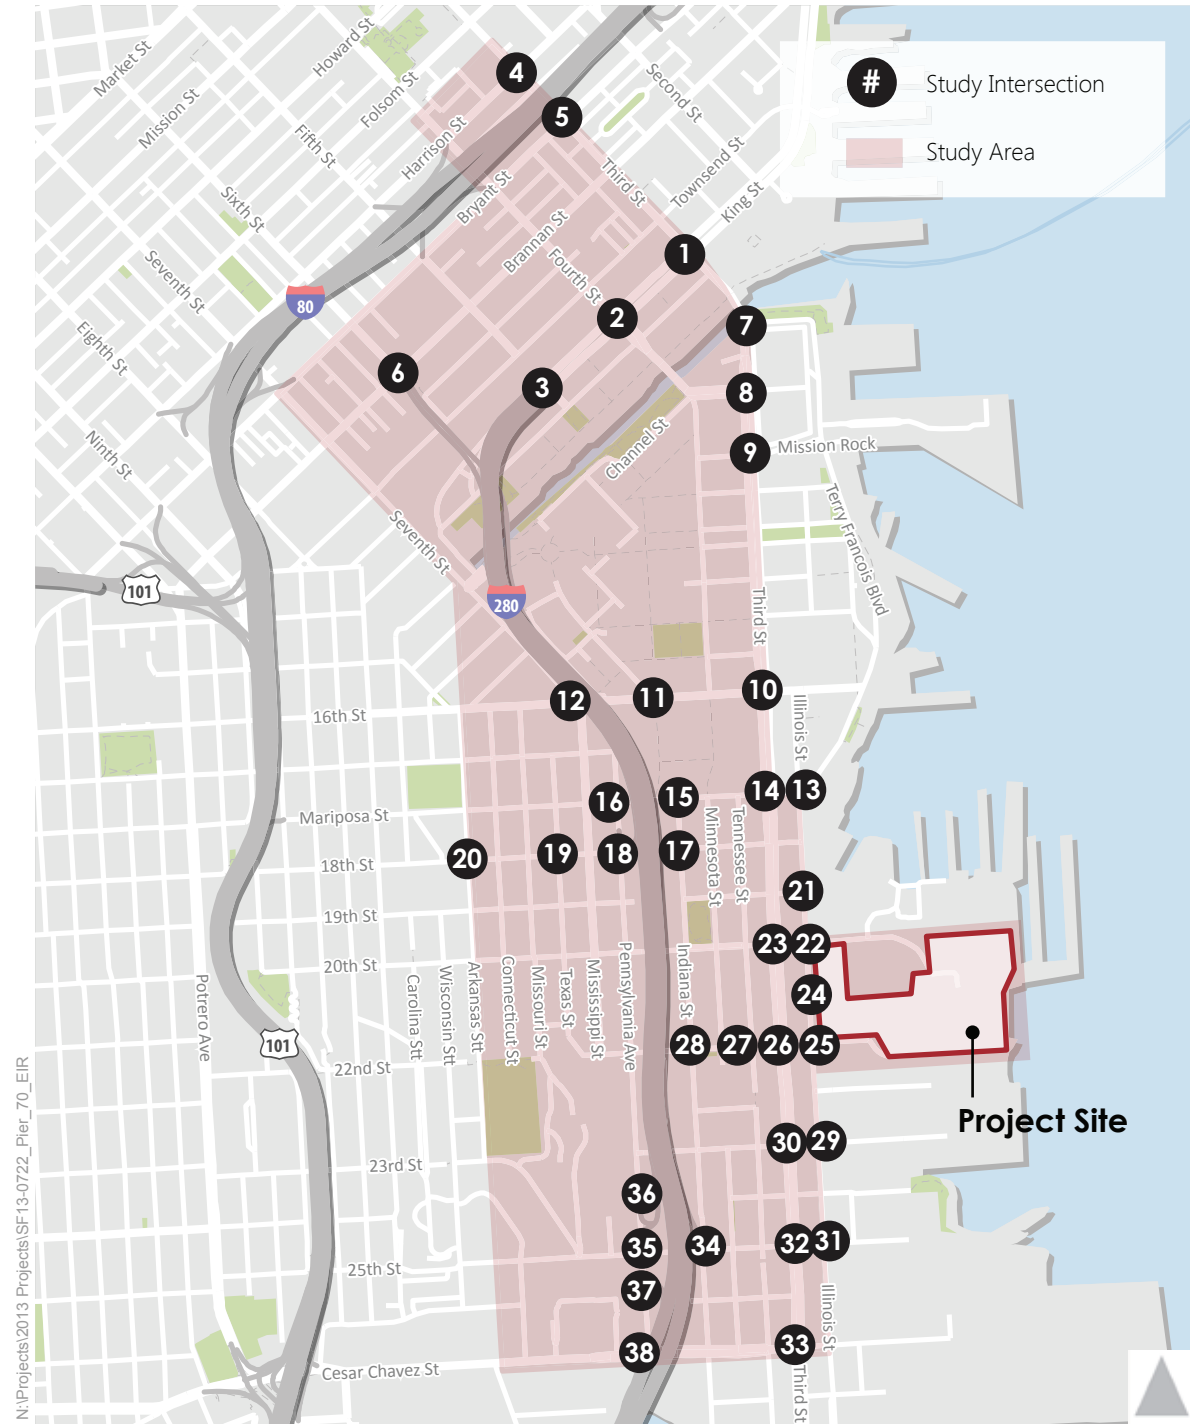 Market St
Howard St
Mission St
Folsom St
Fifth St
Harrison St
Second St
Sixth St
Bryant St
Third St
Townsend St
King St
Seventh St
Brannan St
Fourth St
Eighth St
Ninth St
Channel St
Seventh St
4
5
1
2
3
6
7
8
9
#
Study Intersection
Study Area
80
101
280
Mission Rock
Terry Francois Blvd
Third St
10
11
12
16th St
Illinois St
13
14
15
16
Mariposa St
Minnesota St
Tennessee St
17
18
19
20
18th St
21
19th St
22
23
20th St
24
Potrero Ave
Carolina Stt
Wisconsin Stt
Arkansas Stt
Connecticut St
Missouri St
Texas St
Mississippi St
Pennsylvania Ave
Indiana St
25
26
27
28
101
22nd St
Project Site
29
30
23rd St
36
31
32
34
35
25th St
37
Illinois St
33
38
Cesar Chavez St
Third St
N:\Projects\2013 Projects\SF13-0722_Pier_70_EIR